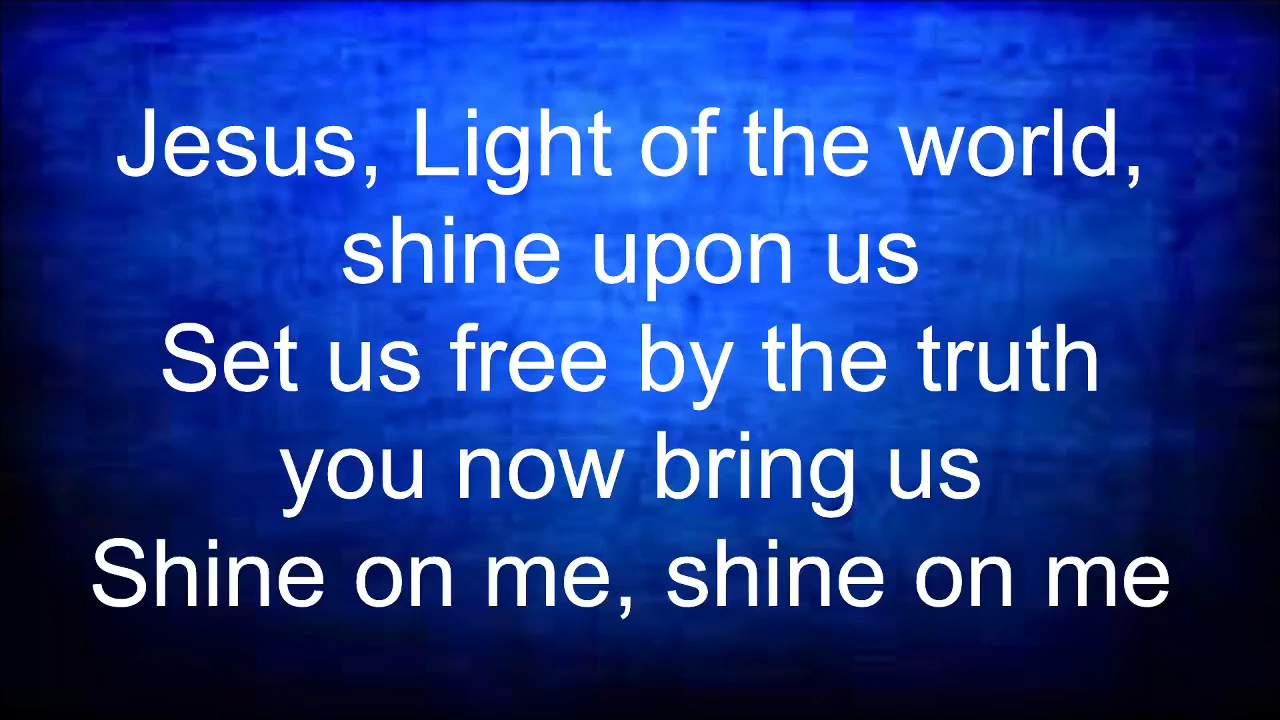 Jesus, Light of the world,
shine upon us
Set us free by the truth
you now bring us
Shine on me, shine on me